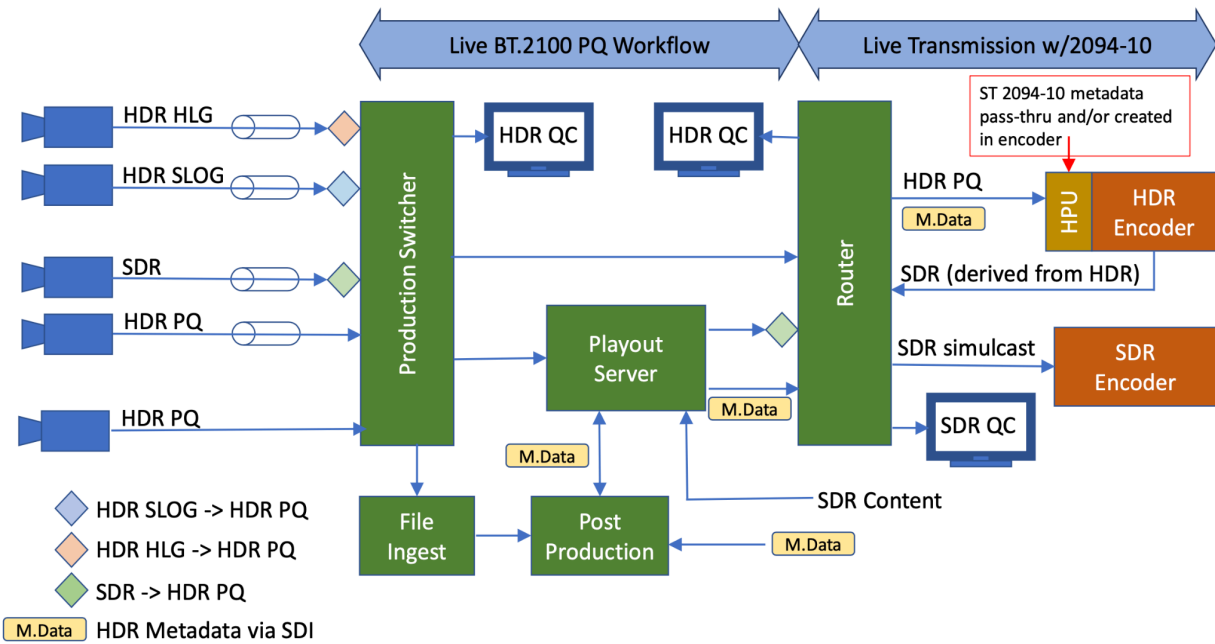 Live BT.2100 PQ Workflow
Live Transmission w/2094-10
ST 2094-10 metadata
pass-thru and/or created
in encoder
HDR HLG
HDR SLOG
SDR
HDR PQ
HDR PQ
Production Switcher
HDR QC
HDR QC
Router
HDR PQ
M.Data
HPU
HDR
Encoder
SDR (derived from HDR)
Playout
Server
M.Data
SDR simulcast
SDR
Encoder
SDR QC
M.Data
SDR Content
File
Ingest
Post
Production
M.Data
HDR SLOG -> HDR PQ
HDR HLG -> HDR PQ
SDR -> HDR PQ
M.Data HDR Metadata via SDI